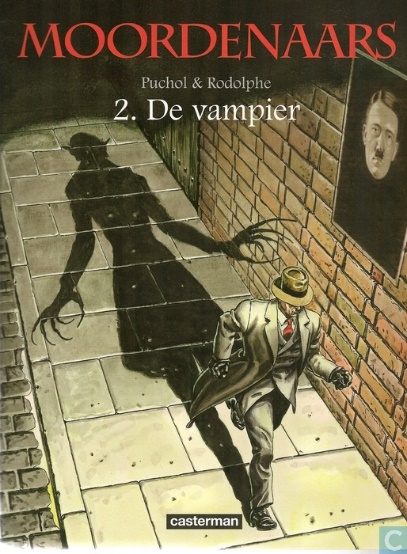 MOORDENAARS
Puchol & Rodolphe
2. De vampier
casterman
C